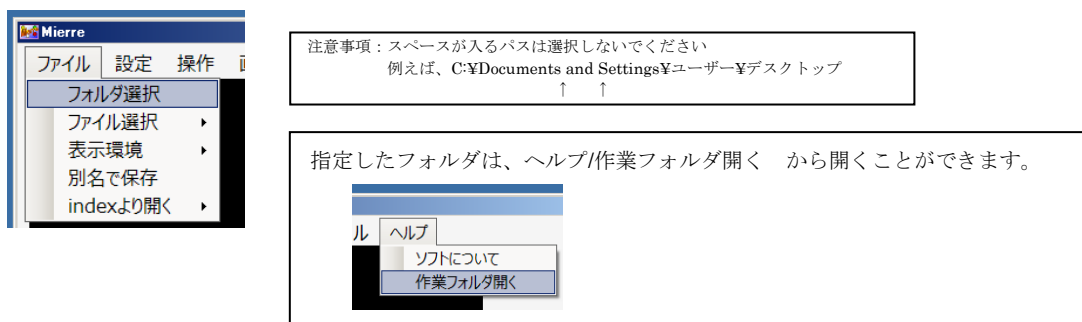 Mierre
ファイル 設定 操作
フォルダ選択
ファイル選択
表示環境
別名で保存
indexより開く
注意事項：スペースが入るパスは選択しないでください
例えば、C:¥Documents and Settings¥ユーザー¥デスクトップ
↑ ↑
指定したフォルダは、ヘルプ/作業フォルダ開く　から開くことができます。
ル ヘルプ
ソフトについて
作業フォルダ開く